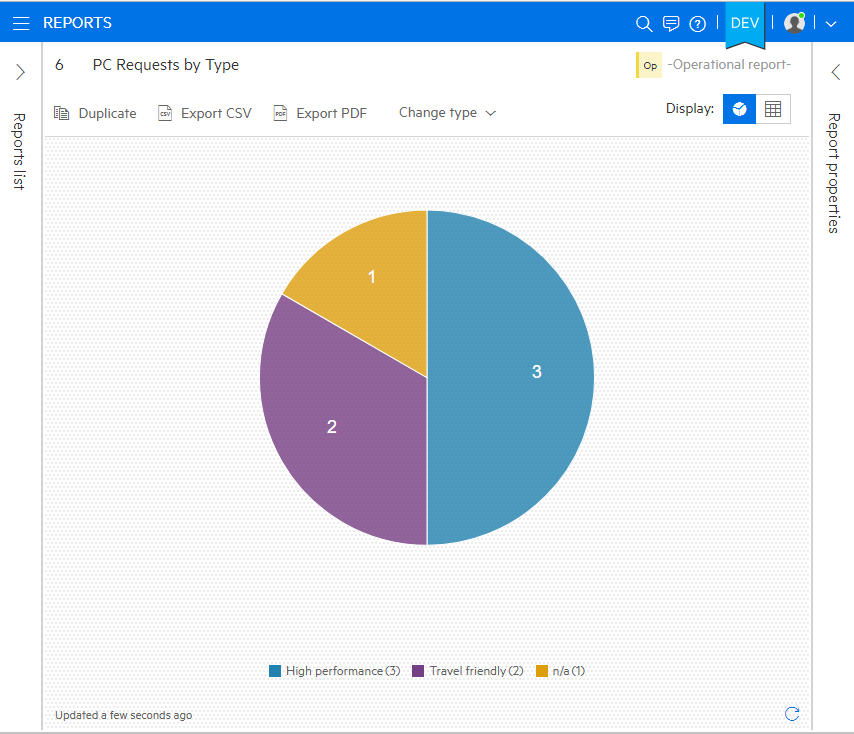 REPORTS
?
DEV
6 PC Requests by Type
Op -Operational report-
Duplicate
CSV Export CSV
PDF Export PDF
Change type
Display:
Reports list
Report properties
1
3
2
High performance (3) Travel friendly (2) n/a (1)
Updated a few seconds ago